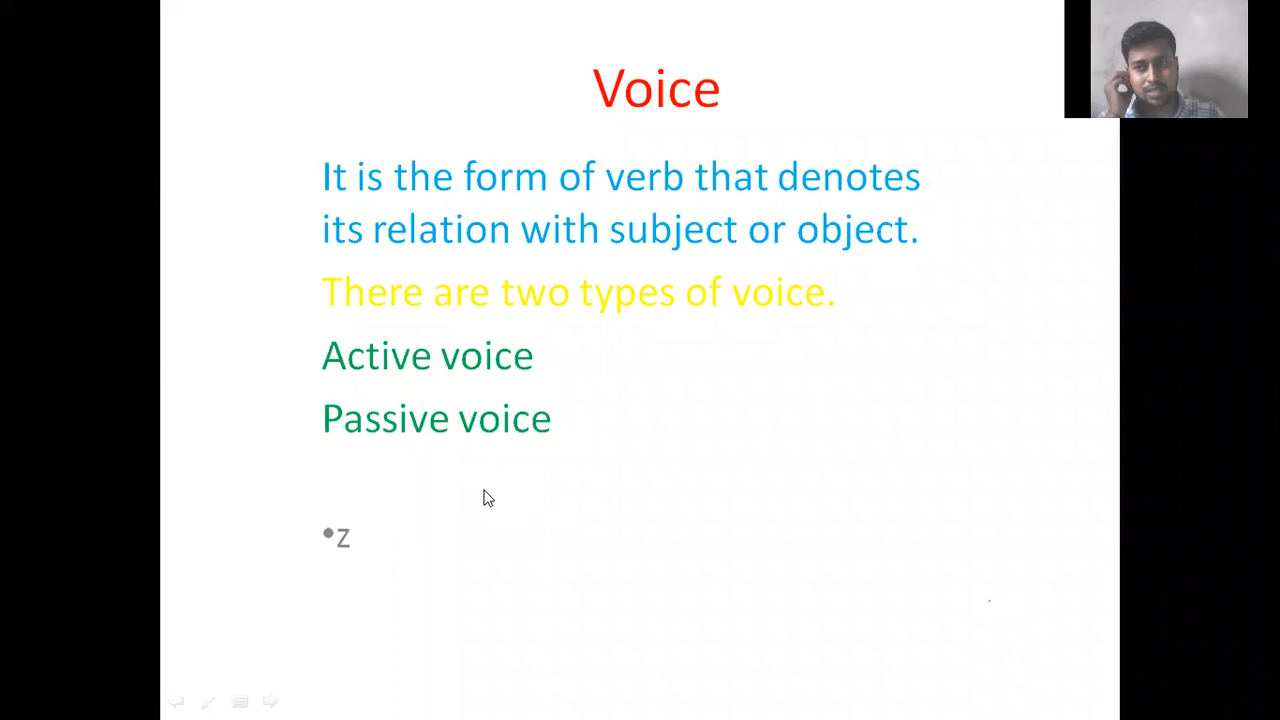 Voice
It is the form of verb that denotes
its relation with subject or object.
There are two types of voice.
Active voice
Passive voice
•z